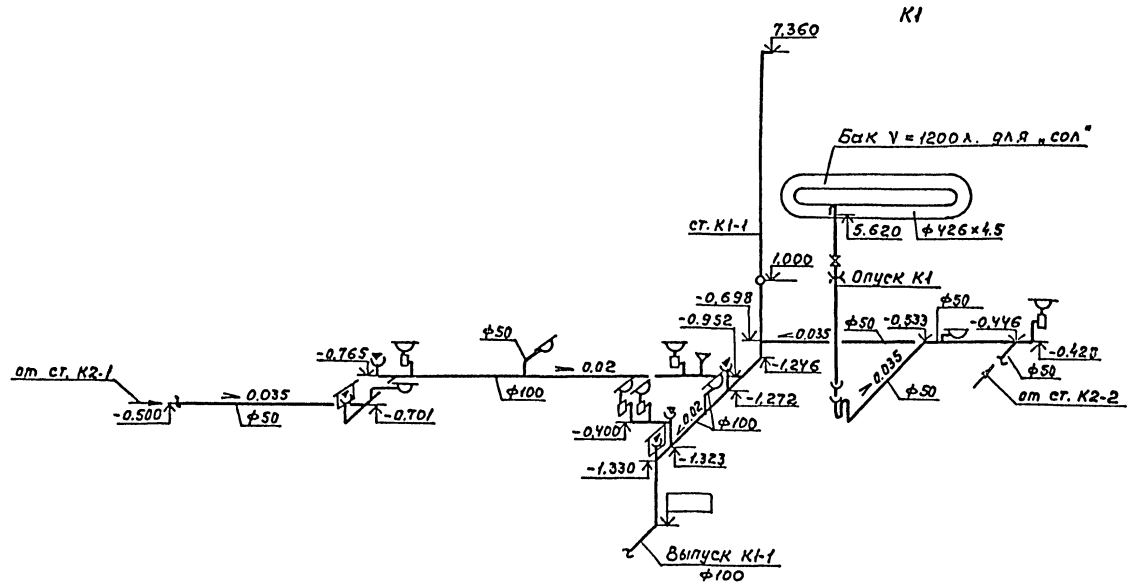 К1
7.360
Бак V = 1200л. для „сол"
5.620
ф426×4.5
ст. К1-1
1.000
Опуск К1
-0,698
-0.952
0.035
ф50
-0,533
ф50
-0,446
-0.420
ф50
от ст. К2-2
0.035
ф50
-1.246
-1.272
ф50
-0.765
0.02
ф100
от ст. К2-1
0.035
-0.500
ф50
-0.701
0.02
ф100
-0,400
-1.330
-1.323
Выпуск К1-1
ф100